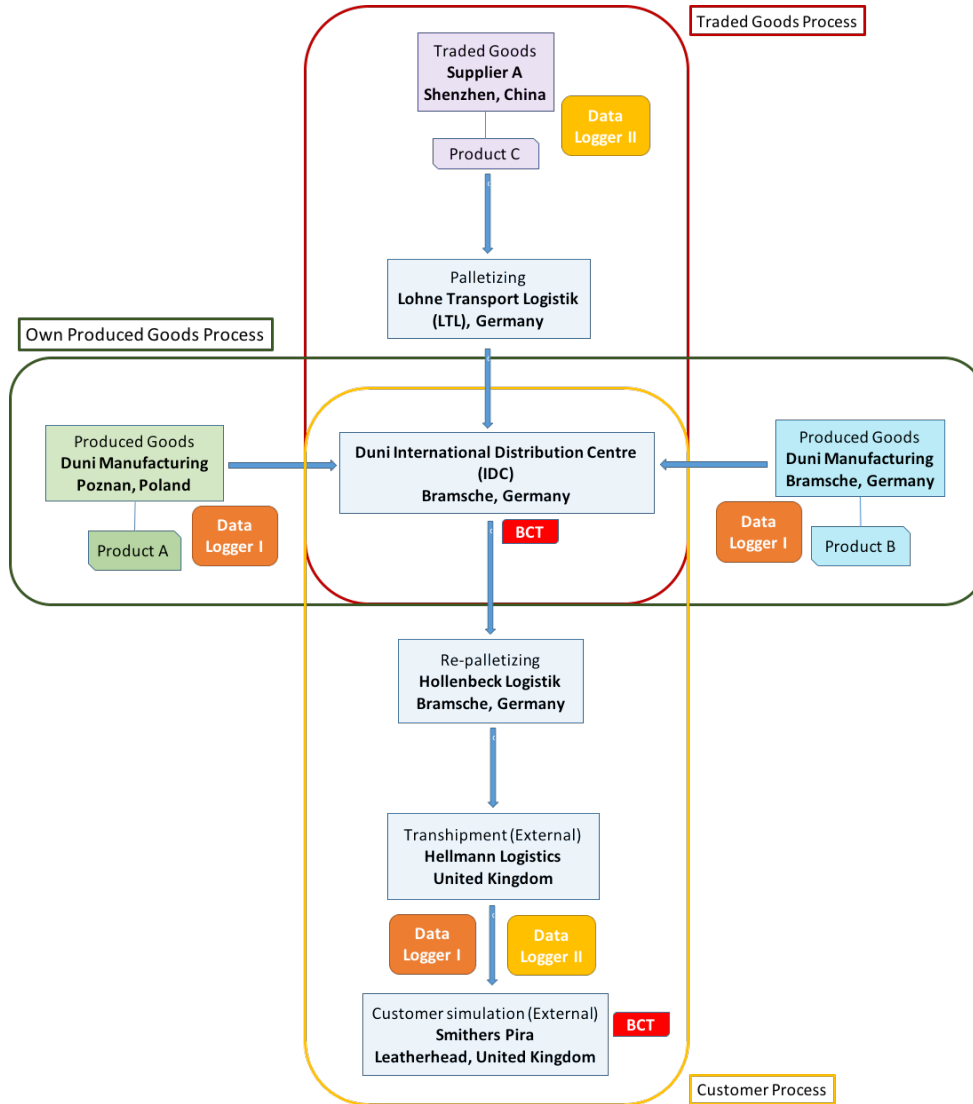 Traded Goods Process
Traded Goods
Supplier A
Shenzhen, China
Data
Logger II
Product C
Palletizing
Lohne Transport Logistik
(LTL), Germany
Own Produced Goods Process
Produced Goods
Duni Manufacturing
Poznan, Poland
Duni International Distribution Centre
(IDC)
Bramsche, Germany
Produced Goods
Duni Manufacturing
Bramsche, Germany
Product A
Data
Logger I
BCT
Data
Logger I
Product B
Re-palletizing
Hollenbeck Logistik
Bramsche, Germany
Transhipment (External)
Hellmann Logistics
United Kingdom
Data
Logger I
Data
Logger II
Customer simulation (External)
Smithers Pira
Leatherhead, United Kingdom
BCT
Customer Process